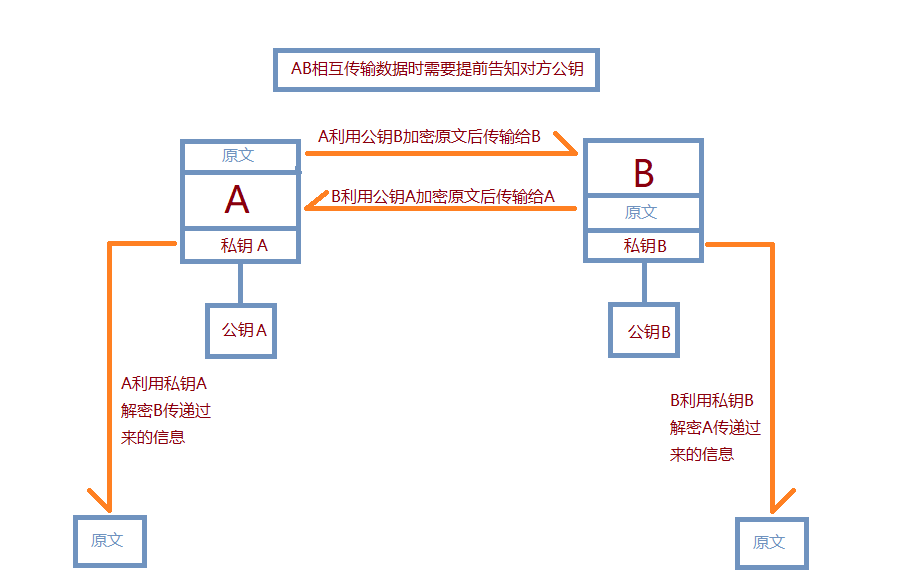 AB相互传输数据时需要提前告知对方公钥
A利用公钥B加密原文后传输给B
原文
B
A
B利用公钥A加密原文后传输给A
原文
私钥 A
私钥B
公钥A
公钥B
A利用私钥A
解密B传递过
来的信息
B利用私钥B
解密A传递过
来的信息
原文
原文